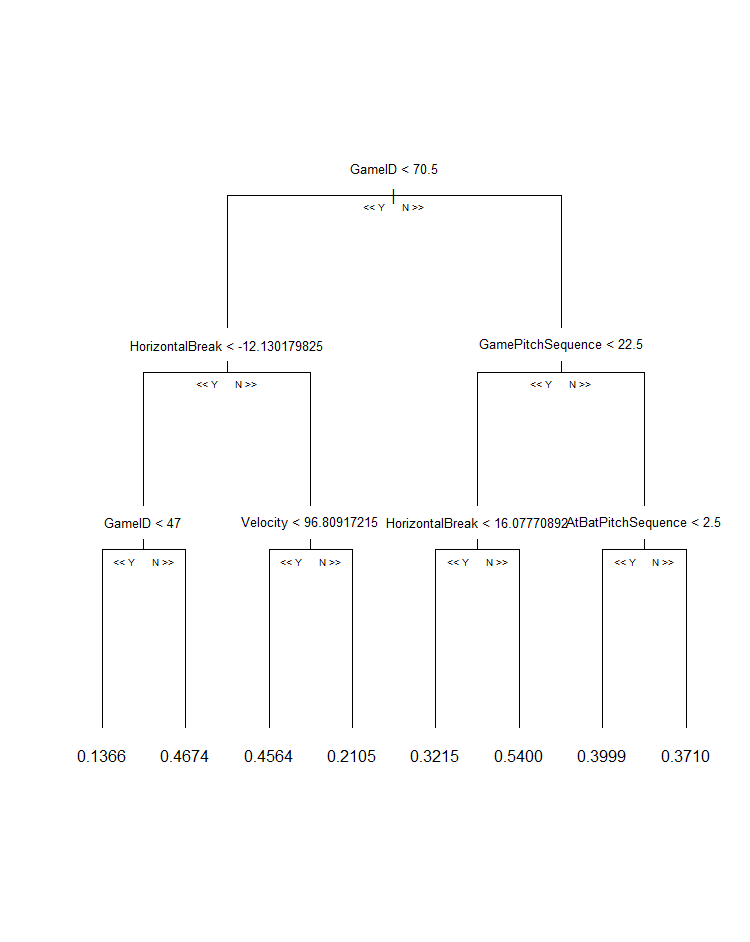 GameID < 70.5
<< Y N >>
HorizontalBreak < -12.130179825
GamePitchSequence < 22.5
<< Y N >>
<< Y N >>
GameID < 47
Velocity < 96.80917215
HorizontalBreak < 16.07770892
AtBatPitchSequence < 2.5
<< Y N >>
<< Y N >>
<< Y N >>
<< Y N >>
0.1366
0.4674
0.4564
0.2105
0.3215
0.5400
0.3999
0.3710